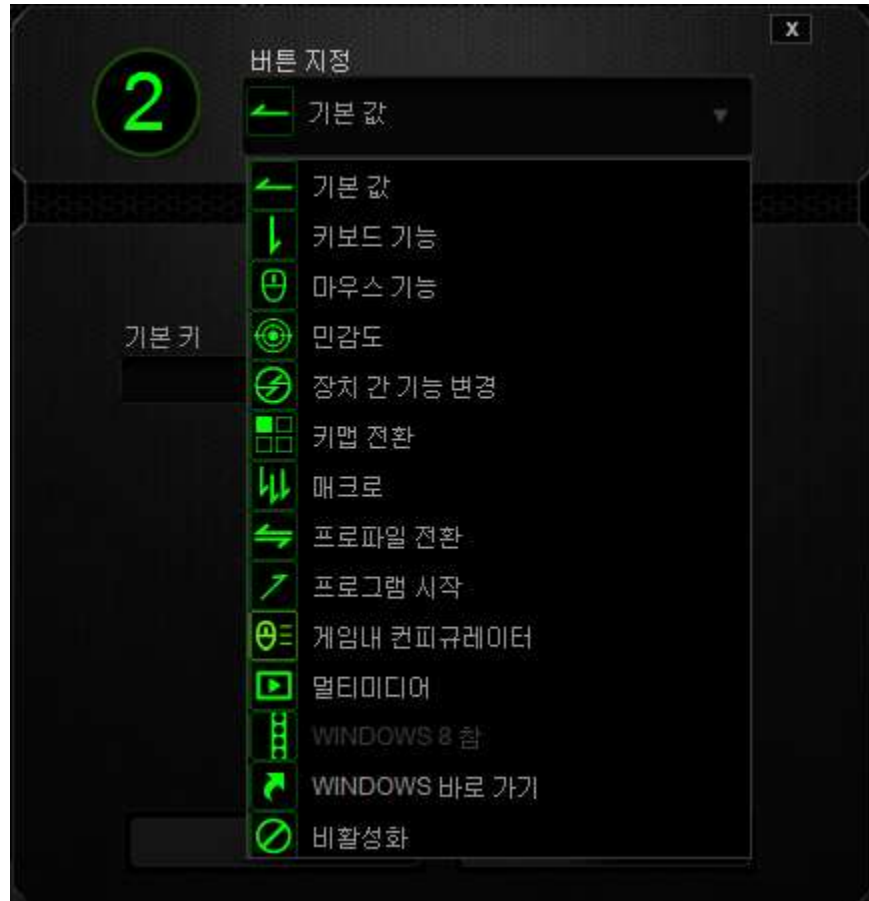 X
2
버튼 지정
기본 값
기본 값
키보드 기능
마우스 기능
기본 키
민감도
장치 간 기능 변경
키맵 전환
매크로
프로파일 전환
프로그램 시작
게임내 컨피규레이터
멀티미디어
WINDOWS 8 참
WINDOWS 바로 가기
비활성화